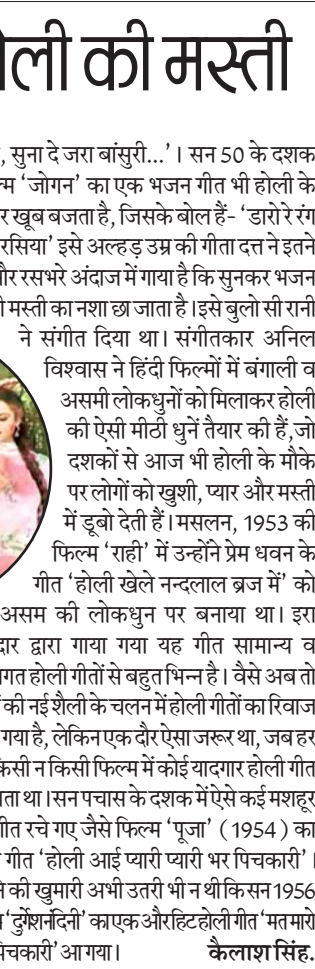 ली की मस्ती
, सुना दे जरा बांसुरी...’। सन 50 के दशक
‘जोगन’ का एक भजन गीत भी होली के
खूब बजता है, जिसके बोल हैं- ‘डारो रे रंग
रसिया’ इसे अल्हड़ उम्र की गीता दत्त ने इतने
और रसभरे अंदाज में गाया है कि सुनकर भजन
मस्ती का नशा छा जाता है।इसे बुलो सी रानी
ने संगीत दिया था। संगीतकार अनिल
विश्वास ने हिंदी फिल्मों में बंगाली व
असमी लोकधुनों को मिलाकर होली
की ऐसी मीठी धुनें तैयार की हैं,जो
दशकों से आज भी होली के मौके
पर लोगों को खुशी, प्यार और मस्ती
में डूबो देती हैं। मसलन, 1953 की
फिल्म ‘राही’ में उन्होंने प्रेम धवन के
गीत ‘होली खेले नन्दलाल ब्रज में’ को
असम की लोकधुन पर बनाया था। इरा
द्वारा गाया गया यह गीत सामान्य व
होली गीतों से बहुत भिन्न है। वैसे अब तो
की नई शैली के चलन में होली गीतों का रिवाज
गया है, लेकिन एक दौर ऐसा जरूर था, जब हर
किसी न किसी फिल्म में कोई यादगार होली गीत
था। सन पचास के दशक में ऐसे कई मशहूर
गीत रचे गए जैसे फिल्म ‘पूजा’ (1954) का
गीत ‘होली आई प्यारी प्यारी भर पिचकारी’।
की खुमारी अभी उतरी भी न थी कि सन 1956
‘दुर्गेशनंदिनी’ का एक और हिट होली गीत ‘मत मारो
पिचकारी’ आ गया। कैलाश सिंह.